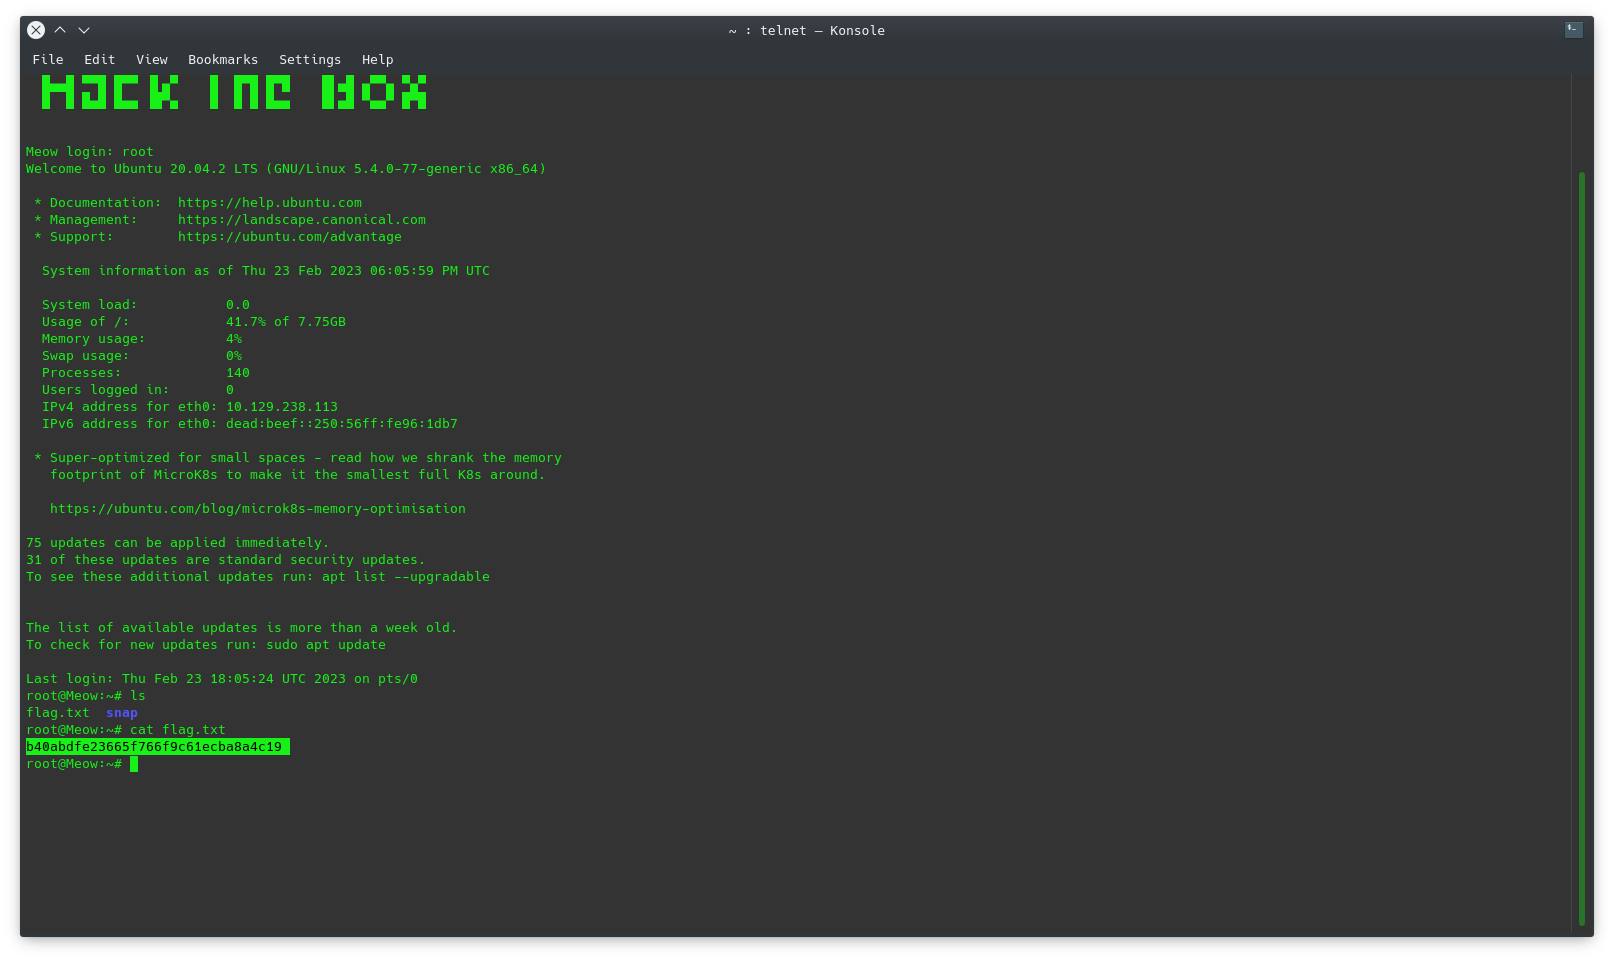 ~ : telnet — Konsole
File Edit View Bookmarks Settings Help
Hack the Box
Meow login: root
Welcome to Ubuntu 20.04.2 LTS (GNU/Linux 5.4.0-77-generic x86_64)
* Documentation:  https://help.ubuntu.com
* Management:     https://landscape.canonical.com
* Support:        https://ubuntu.com/advantage
System information as of Thu 23 Feb 2023 06:05:59 PM UTC
System load:           0.0
Usage of /:            41.7% of 7.75GB
Memory usage:          4%
Swap usage:            0%
Processes:             140
Users logged in:       0
IPv4 address for eth0: 10.129.238.113
IPv6 address for eth0: dead:beef::250:56ff:fe96:1db7
* Super-optimized for small spaces - read how we shrank the memory
footprint of MicroK8s to make it the smallest full K8s around.
https://ubuntu.com/blog/microk8s-memory-optimisation
75 updates can be applied immediately.
31 of these updates are standard security updates.
To see these additional updates run: apt list --upgradable
The list of available updates is more than a week old.
To check for new updates run: sudo apt update
Last login: Thu Feb 23 18:05:24 UTC 2023 on pts/0
root@Meow:~# ls
flag.txt  snap
root@Meow:~# cat flag.txt
b40abdfe23665f766f9c61ecba8a4c19
root@Meow:~#